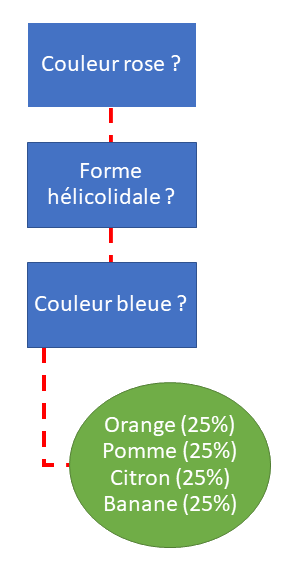 Couleur rose ?
Forme
hélicolidale ?
Couleur bleue ?
Orange (25%)
Pomme (25%)
Citron (25%)
Banane (25%)